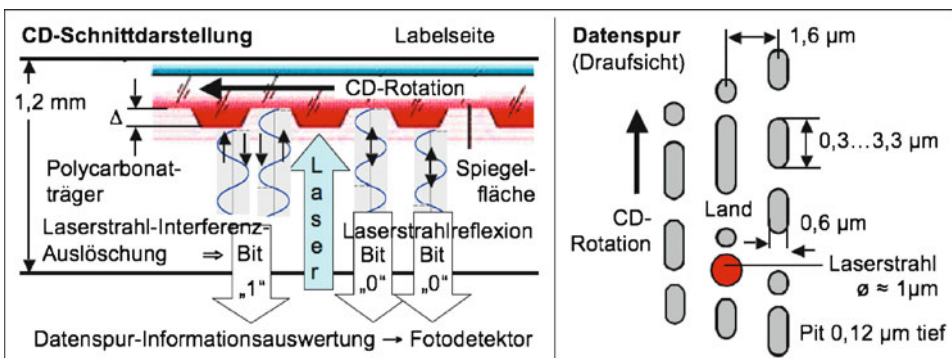 CD-Schnittdarstellung
Labelseite
1,2 mm
CD-Rotation
Δ
Polycarbonat-
träger
Laser
Spiegel-
fläche
Laserstrahl-Interferenz-
Auslöschung ⇒ Bit
„1"
Laserstrahlreflexion
Bit
„0"
Bit
„0"
Datenspur-Informationsauswertung → Fotodetektor
Datenspur
(Draufsicht)
1,6 µm
0,3...3,3 µm
CD-
Rotation
Land
0,6 µm
Laserstrahl
ø ≈ 1µm
Pit 0,12 µm tief